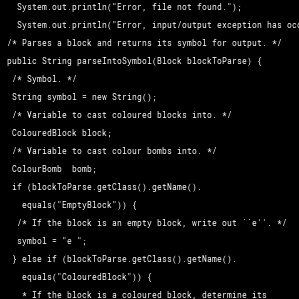 System.out.println("Error, file not found.");
System.out.println("Error, input/output exception has
/* Parses a block and returns its symbol for output. */
public String parseIntoSymbol(Block blockToParse) {
/* Symbol. */
String symbol = new String();
/* Variable to cast coloured blocks into. */
ColouredBlock block;
/* Variable to cast colour bombs into. */
ColourBomb  bomb;
if (blockToParse.getClass().getName().
equals("EmptyBlock")) {
/* If the block is an empty block, write out ``e''. */
symbol = "e ";
} else if (blockToParse.getClass().getName().
equals("ColouredBlock")) {
* If the block is a coloured block, determine its